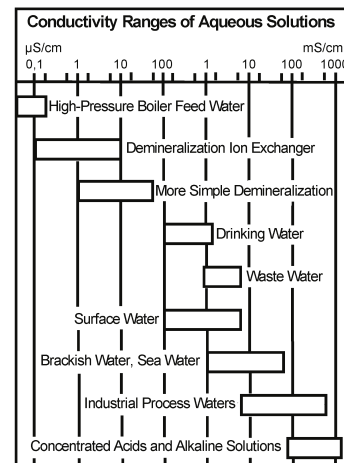 Conductivity Ranges of Aqueous Solutions
µS/cm mS/cm
0,1 1 10 100 1 10 100 1000
High-Pressure Boiler Feed Water
Demineralization Ion Exchanger
More Simple Demineralization
Drinking Water
Waste Water
Surface Water
Brackish Water, Sea Water
Industrial Process Waters
Concentrated Acids and Alkaline Solutions